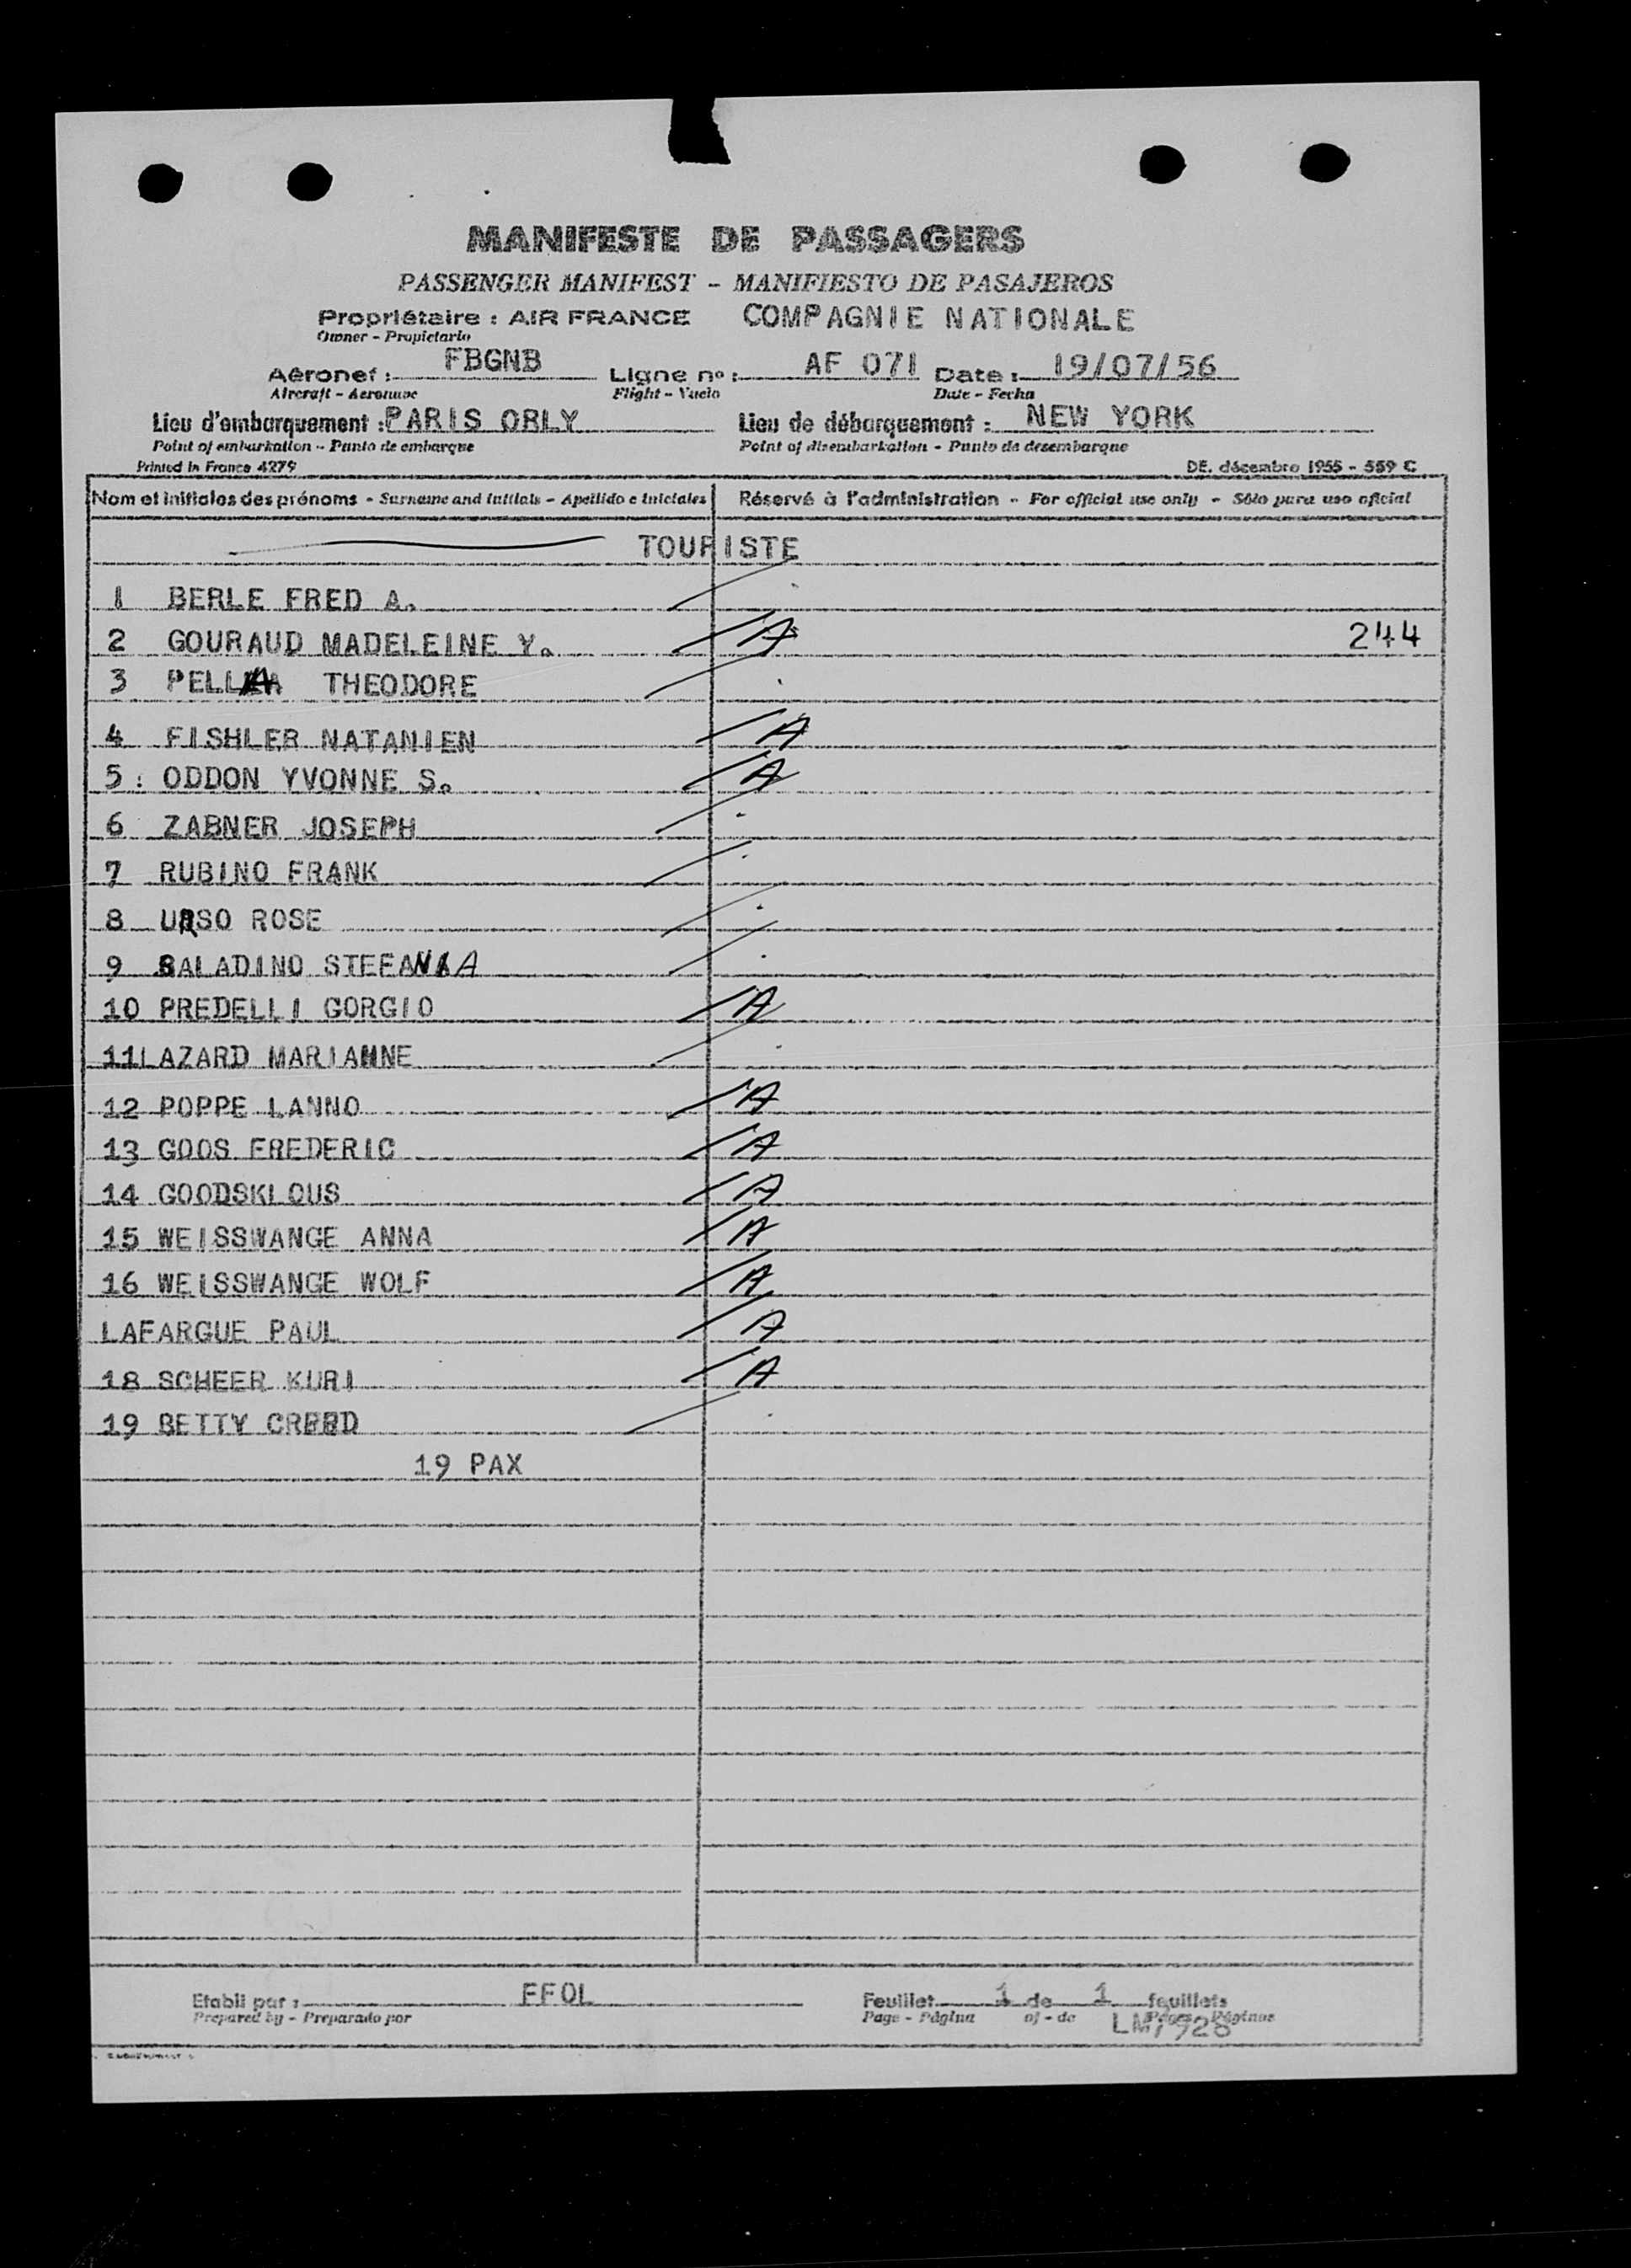 MANIFESTE DE PASSAGERS
PASSENGER MANIFEST - MANIFIESTO DE PASAJEROS
Propriétaire : AIR FRANCE COMPAGNIE NATIONALE
Owner - Propietario
Aéronef : FBGNB Ligne nº : AF 071 Date : 19/07/56
Aircraft - Aeronave Flight - Vuelo Date - Fecha
Lieu d'embarquement : PARIS ORLY Lieu de débarquement : NEW YORK
Point of embarkation - Punto de embarque Point of disembarkation - Punto de desembarque
Printed in France 4279 DE. décembre 1955 - 559 C
Nom et initiales des prénoms - Surname and initials - Apellido e iniciales Réservé à l'administration - For official use only - Sólo para uso oficial
TOURISTE
1 BERLE FRED A.
2 GOURAUD MADELEINE Y. A 244
3 PELLA THEODORE
4 FISHLER NATANIEN A
5 : ODDON YVONNE S. A
6 ZABNER JOSEPH
7 RUBINO FRANK
8 URSO ROSE
9 SALADINO STEFANIA
10 PREDELLI GORGIO A
11 LAZARD MARIANNE
12 POPPE LANNO A
13 GOOS FREDERIC A
14 GOODSKLOUS A
15 WEISSWANGE ANNA A
16 WEISSWANGE WOLF A
LAFARGUE PAUL A
18 SCHEER KURI A
19 BETTY CREED
19 PAX
Etabli par : FFOL Feuillet 1 de 1 feuillets
Prepared by - Preparado por Page - Página of - de Pages - Páginas